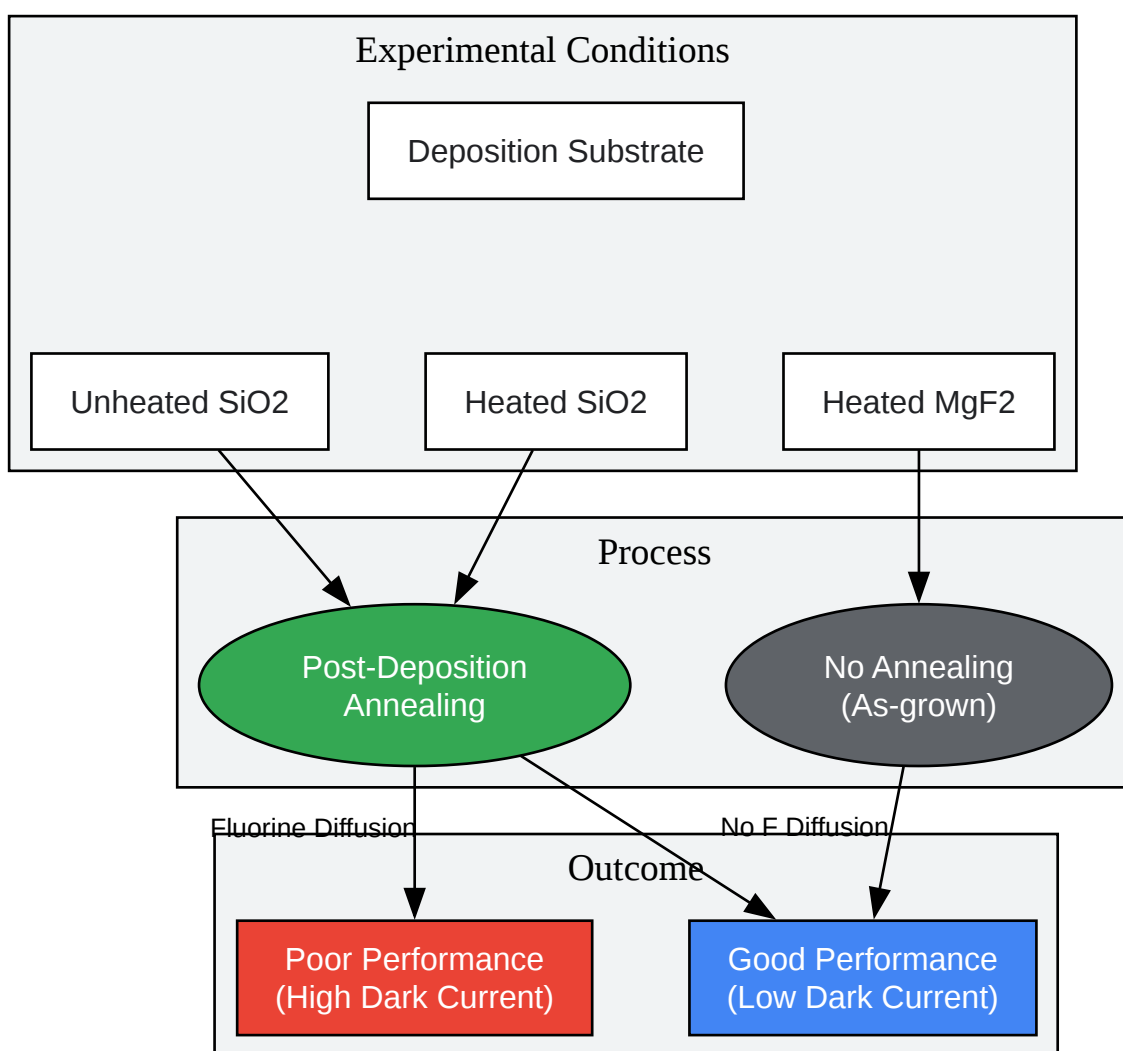 Experimental Conditions
Deposition Substrate
Unheated SiO2
Heated SiO2
Heated MgF2
Process
Post-Deposition
Annealing
No Annealing
(As-grown)
Fluorine Diffusion
No F Diffusion
Outcome
Poor Performance
(High Dark Current)
Good Performance
(Low Dark Current)